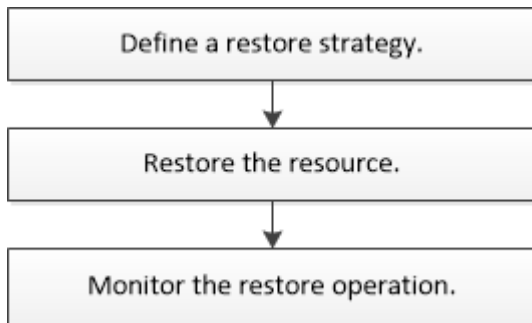 Define a restore strategy.
Restore the resource.
Monitor the restore operation.